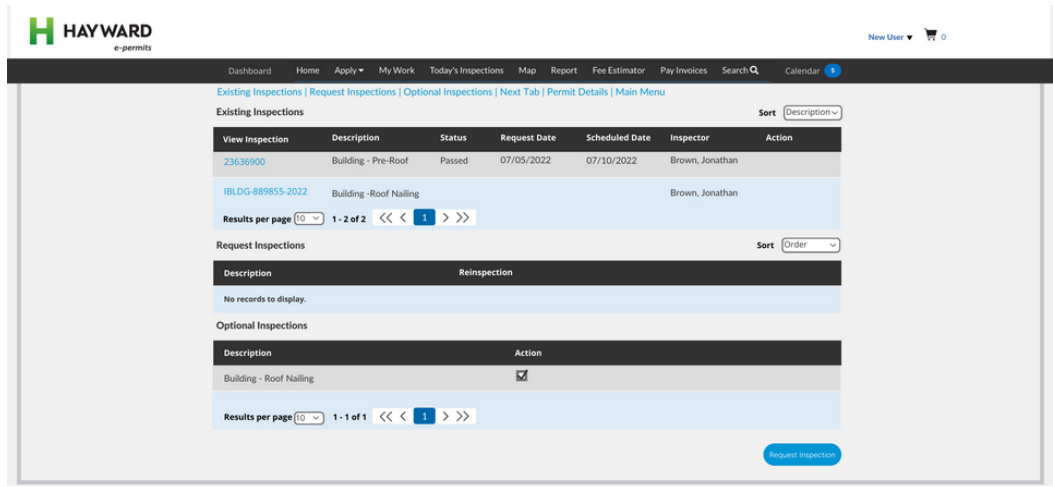 HAYWARD
e-permits
New User ▼ 0
Dashboard Home Apply▾ My Work Today's Inspections Map Report Fee Estimator Pay Invoices Search Calendar 5
Existing Inspections | Request Inspections | Optional Inspections | Next Tab | Permit Details | Main Menu
Existing Inspections Sort Description
View Inspection Description Status Request Date Scheduled Date Inspector Action
23636900 Building - Pre-Roof Passed 07/05/2022 07/10/2022 Brown, Jonathan
IBLDG-889855-2022 Building -Roof Nailing Brown, Jonathan
Results per page 10 1 - 2 of 2 << < 1 > >>
Request Inspections Sort Order
Description Reinspection
No records to display.
Optional Inspections
Description Action
Building - Roof Nailing
Results per page 10 1 - 1 of 1 << < 1 > >>
Request Inspection